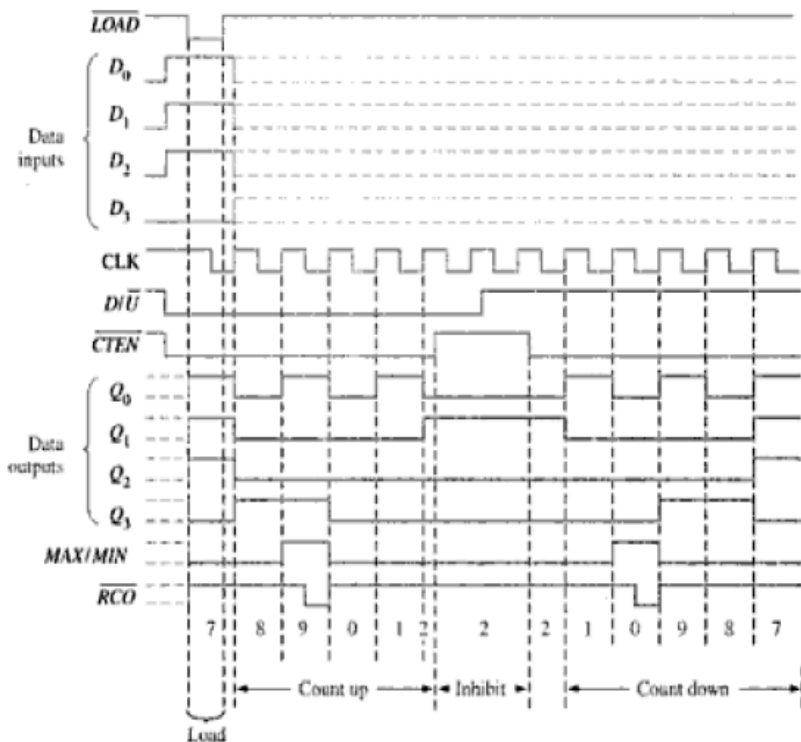 LOAD
D0
D1
Data inputs
D2
D3
CLK
D/U
CTEN
Q0
Q1
Data outputs
Q2
Q3
MAX/MIN
RCO
7 8 9 0 1 2 2 2 1 0 9 8 7
Count up Inhibit Count down
Load